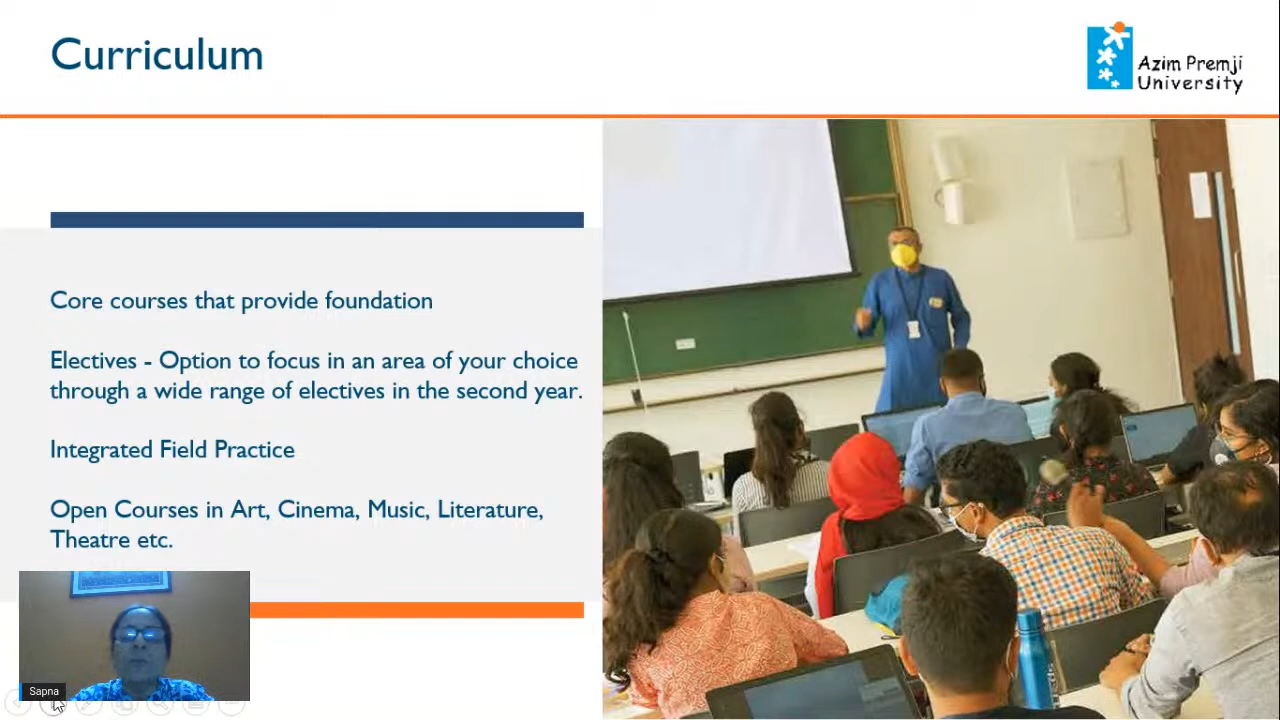 Curriculum
Azim Premji
University
Core courses that provide foundation
Electives - Option to focus in an area of your choice
through a wide range of electives in the second year.
Integrated Field Practice
Open Courses in Art, Cinema, Music, Literature,
Theatre etc.
Sapna